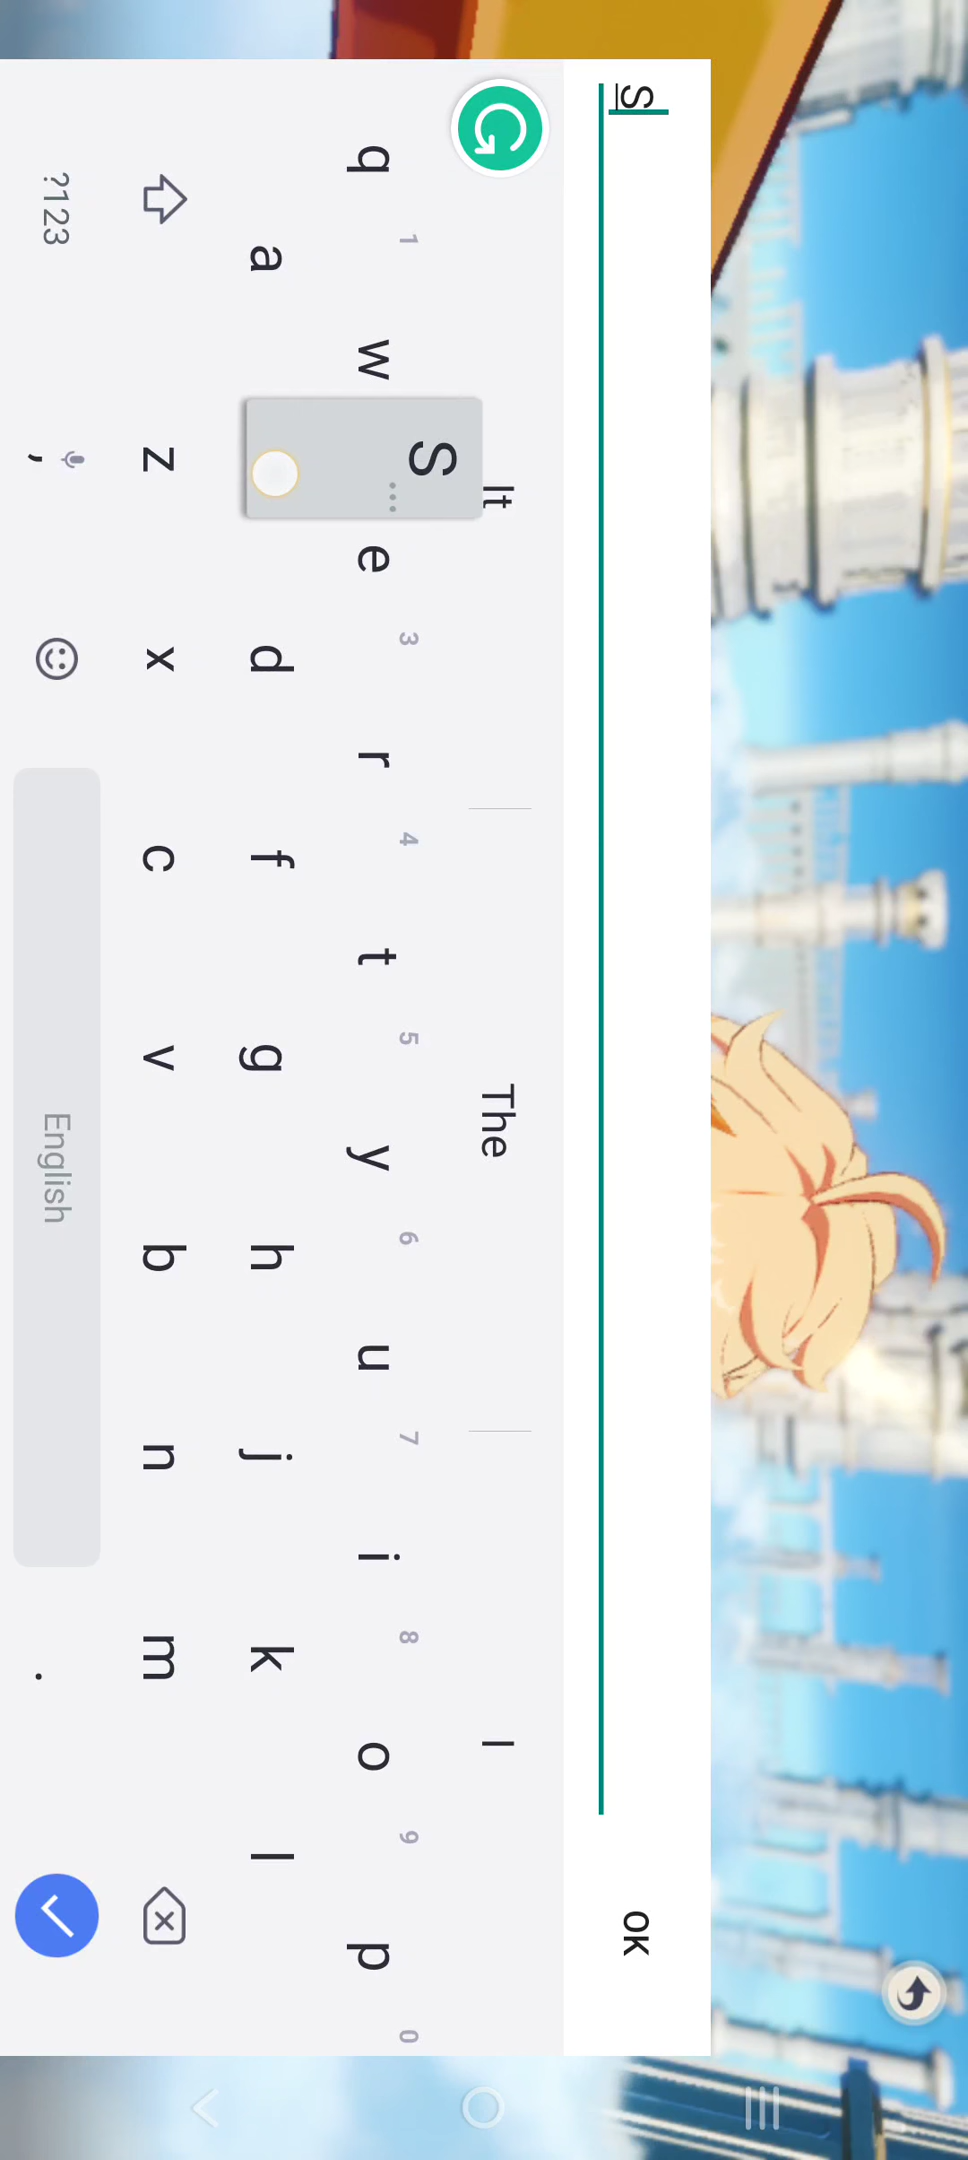 S
OK
It The I
q 1 w e 3 r 4 t 5 y 6 u 7 i 8 o 9 p 0
a S d f g h j k l
z x c v b n m
?123 , English .